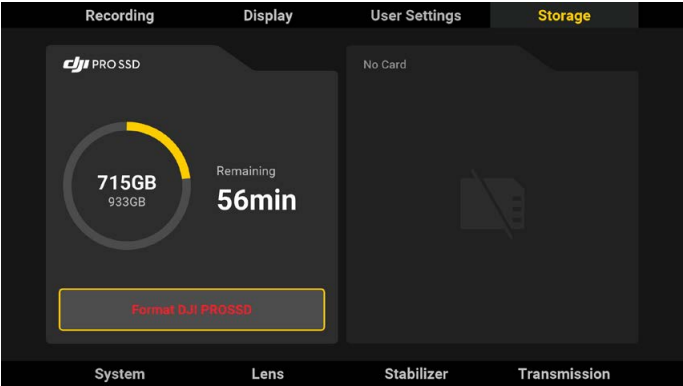 Recording Display User Settings Storage
dji PRO SSD
No Card
715GB
933GB
Remaining
56min
Format DJI PROSSD
System Lens Stabilizer Transmission